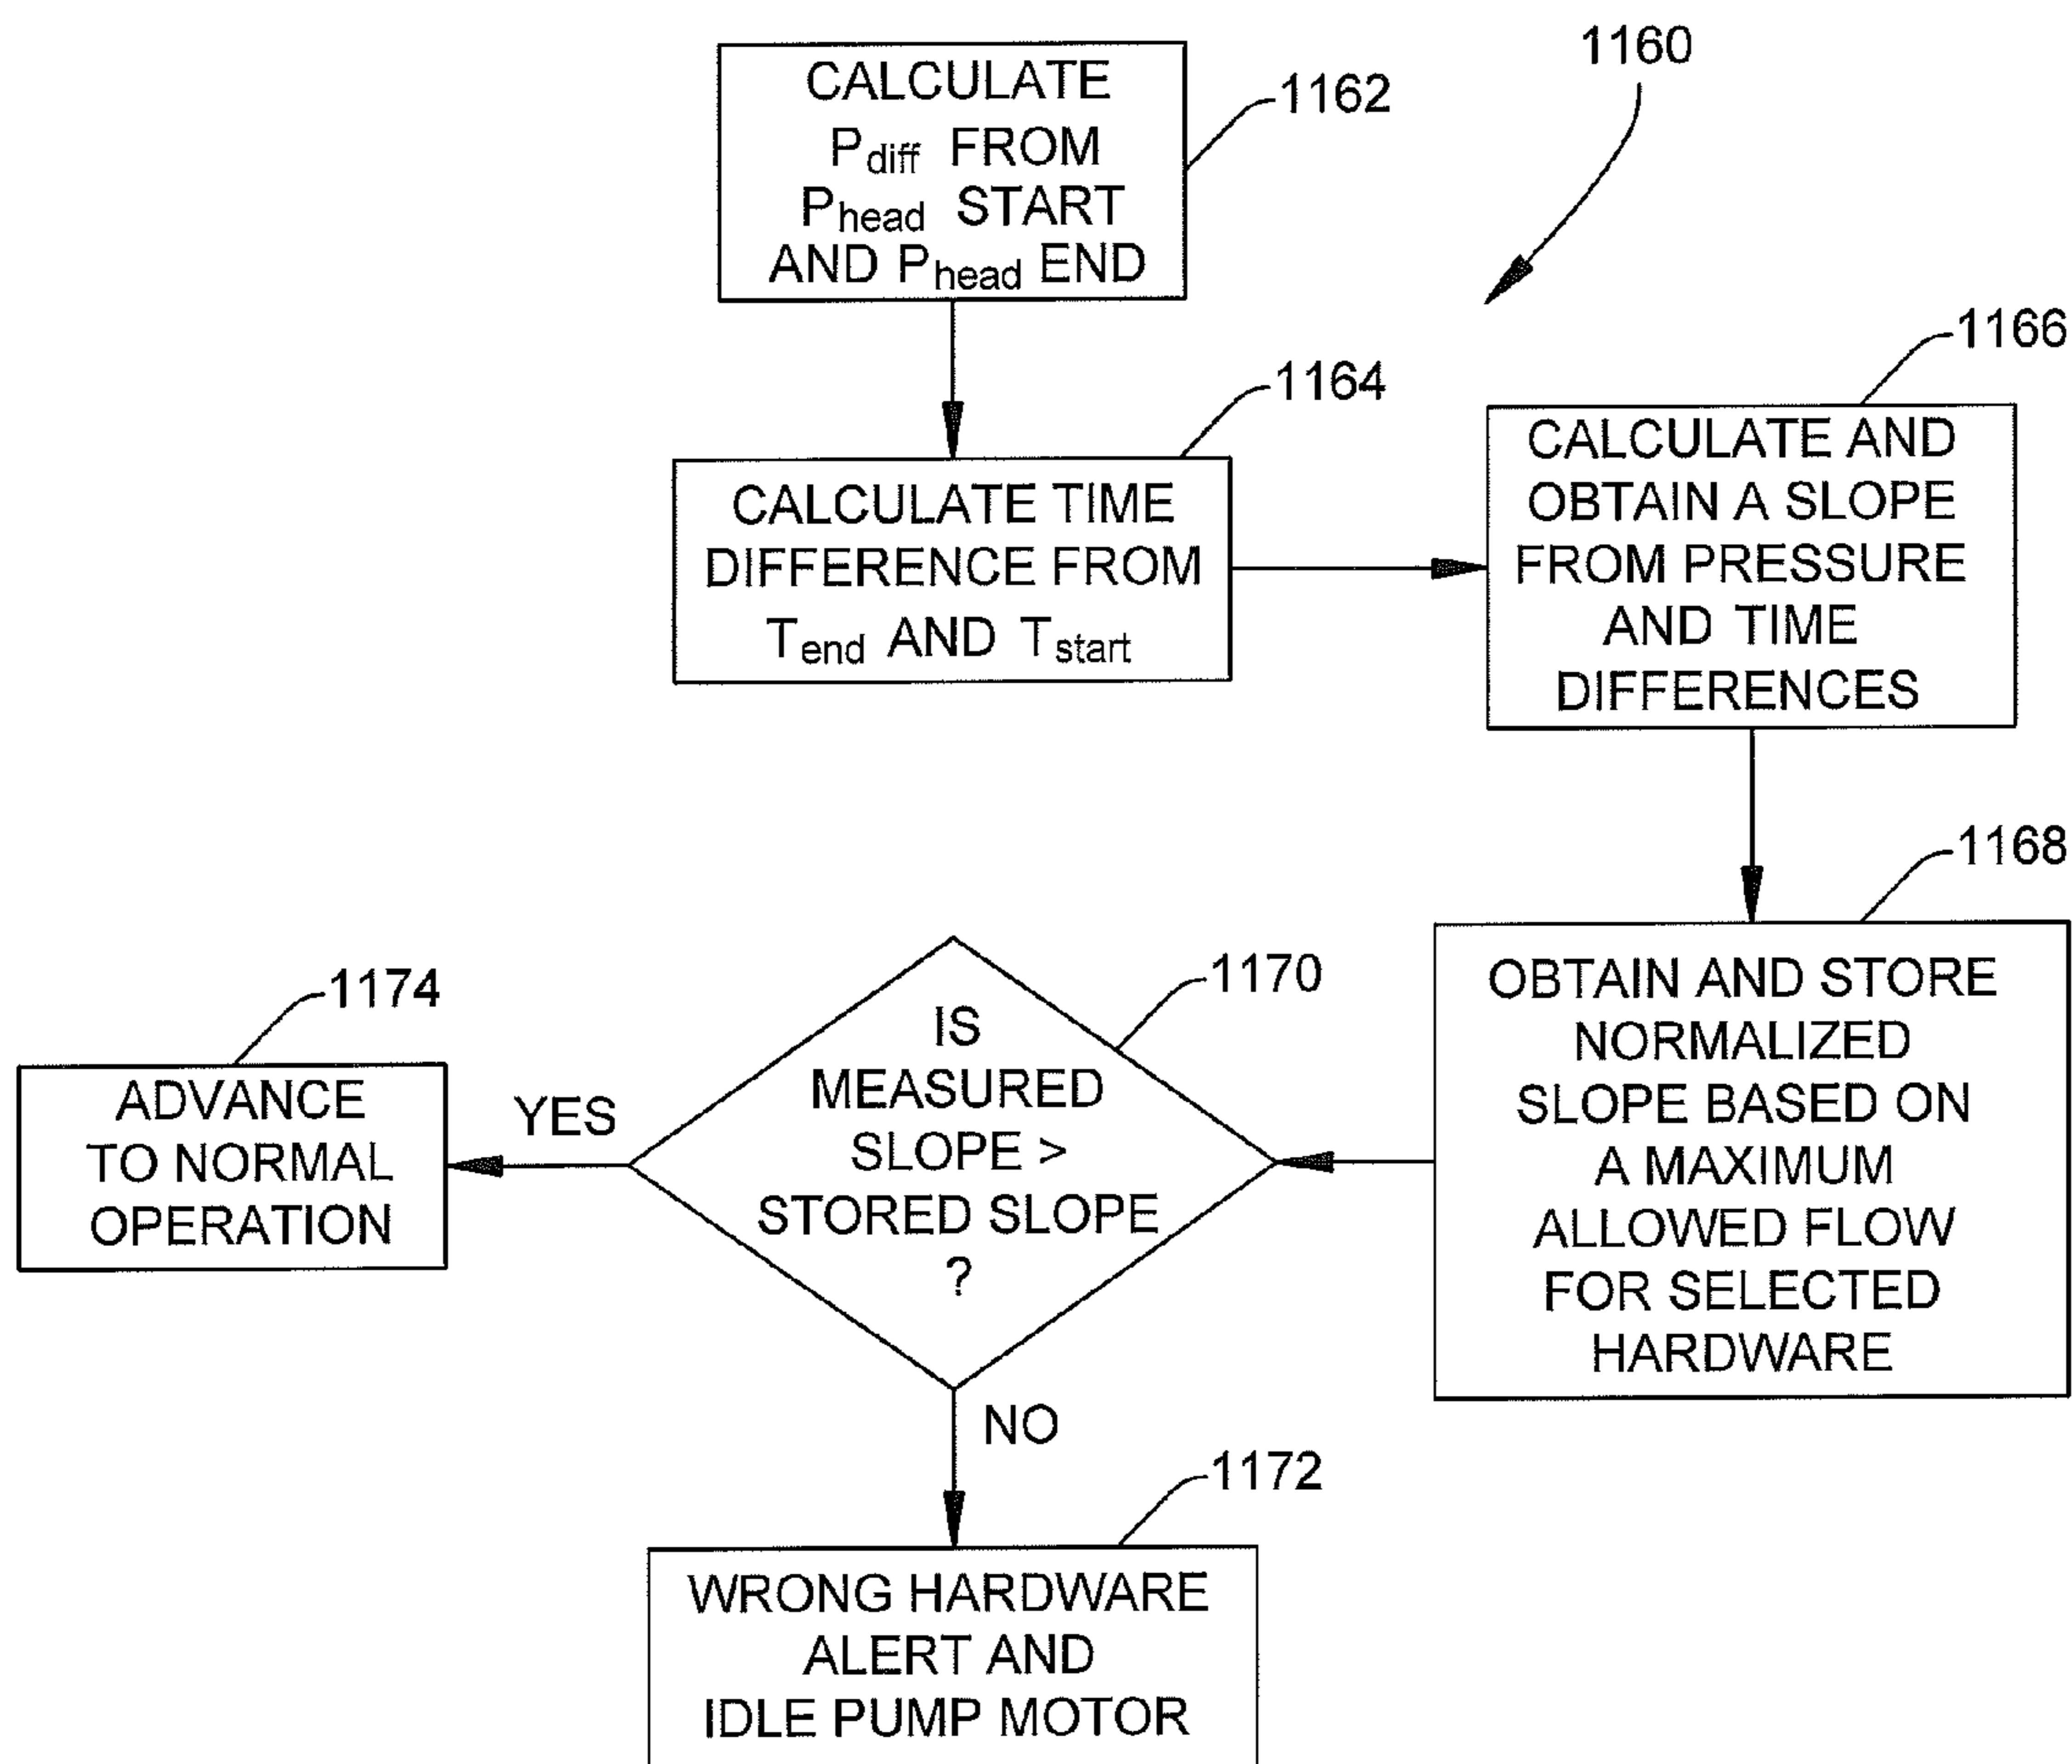 1160
CALCULATE
Pdiff FROM
Phead START
AND Phead END
1162
1164
CALCULATE TIME
DIFFERENCE FROM
Tend AND Tstart
1166
CALCULATE AND
OBTAIN A SLOPE
FROM PRESSURE
AND TIME
DIFFERENCES
1168
OBTAIN AND STORE
NORMALIZED
SLOPE BASED ON
A MAXIMUM
ALLOWED FLOW
FOR SELECTED
HARDWARE
1170
IS
MEASURED
SLOPE >
STORED SLOPE
?
YES
1174
ADVANCE
TO NORMAL
OPERATION
NO
1172
WRONG HARDWARE
ALERT AND
IDLE PUMP MOTOR